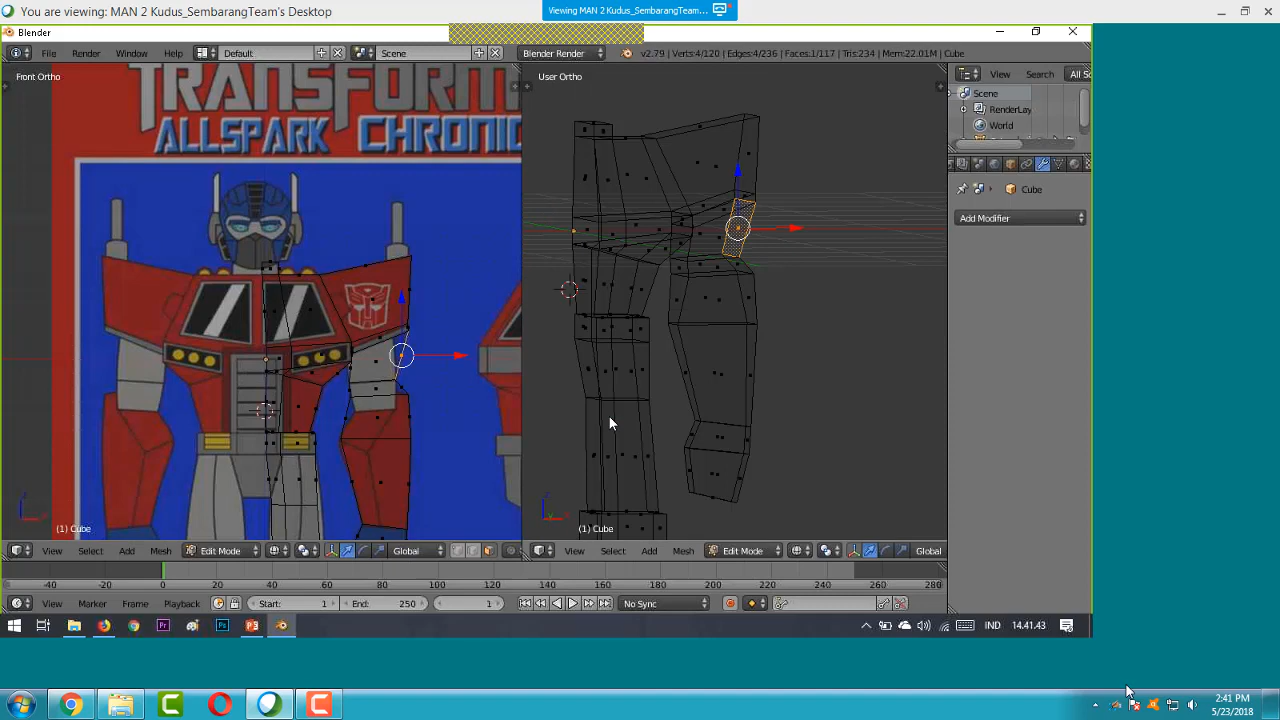 You are viewing: MAN 2 Kudus_SembarangTeam's Desktop
Viewing MAN 2 Kudus_SembarangTeam...
Blender
File Render Window Help Default Scene Blender Render v2.79 | Verts:4/120 | Edges:4/236 | Faces:1/117 | Tris:234 | Mem:22.01M | Cube
Front Ortho
User Ortho
TRANSFORM
ALLSPARK CHRONIC
View Search All Sc
Scene
RenderLay
World
Cube
Add Modifier
(1) Cube
(1) Cube
View Select Add Mesh Edit Mode Global
View Select Add Mesh Edit Mode Global
-40 -20 0 20 40 60 80 100 120 140 160 180 200 220 240 260 280
View Marker Frame Playback Start: 1 End: 250 1 No Sync
IND 14.41.43
2:41 PM
5/23/2018